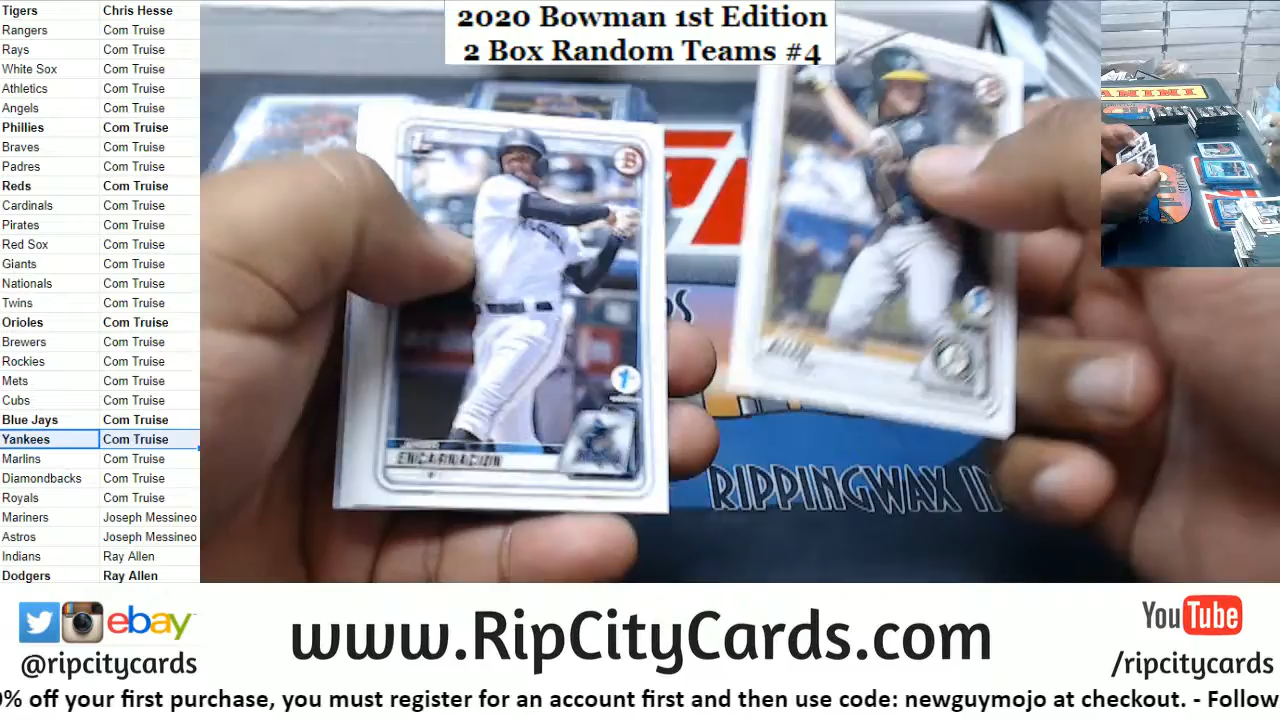 2020 Bowman 1st Edition
2 Box Random Teams #4
Tigers Chris Hesse
Rangers Com Truise
Rays Com Truise
White Sox Com Truise
Athletics Com Truise
Angels Com Truise
Phillies Com Truise
Braves Com Truise
Padres Com Truise
Reds Com Truise
Cardinals Com Truise
Pirates Com Truise
Red Sox Com Truise
Giants Com Truise
Nationals Com Truise
Twins Com Truise
Orioles Com Truise
Brewers Com Truise
Rockies Com Truise
Mets Com Truise
Cubs Com Truise
Blue Jays Com Truise
Yankees Com Truise
Marlins Com Truise
Diamondbacks Com Truise
Royals Com Truise
Mariners Joseph Messineo
Astros Joseph Messineo
Indians Ray Allen
Dodgers Ray Allen
B
1st
ENCARNACION
RIPPINGWAX
PANINI
ebay
@ripcitycards
www.RipCityCards.com
YouTube
/ripcitycards
0% off your first purchase, you must register for an account first and then use code: newguymojo at checkout. - Follow